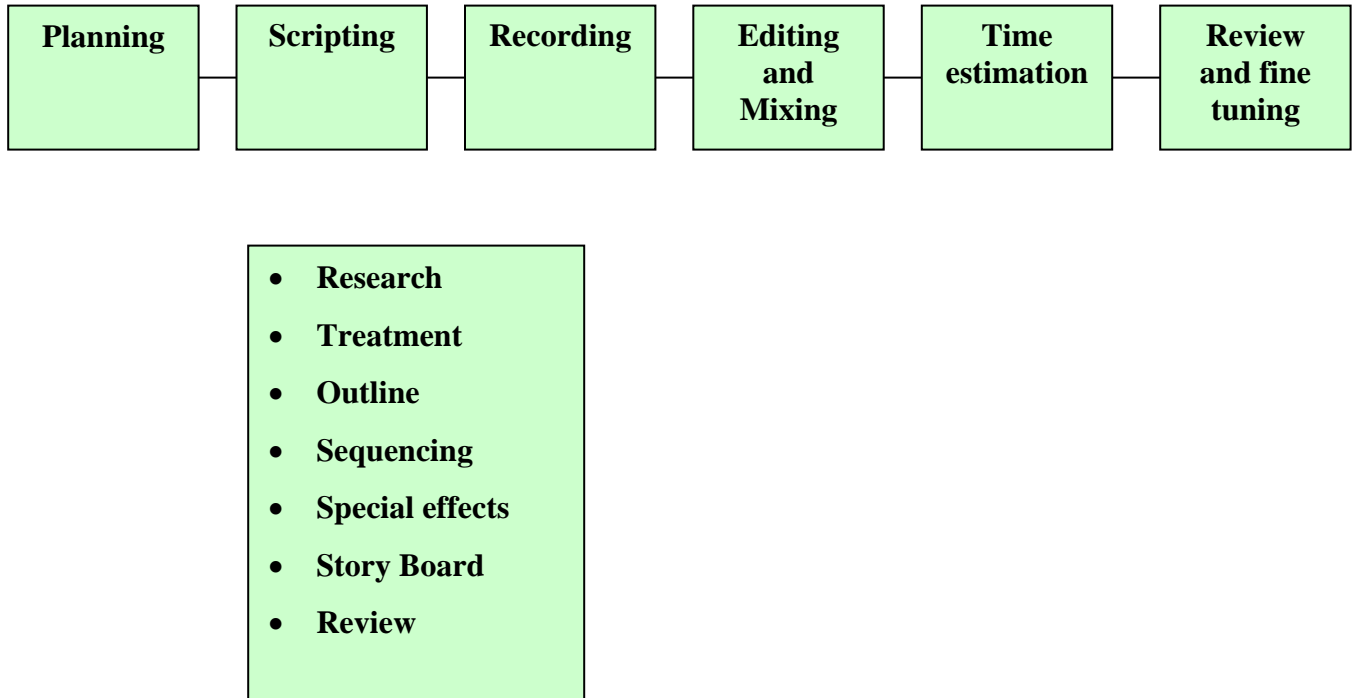 Planning
Scripting
Recording
Editing
and
Mixing
Time
estimation
Review
and fine
tuning
• Research
• Treatment
• Outline
• Sequencing
• Special effects
• Story Board
• Review